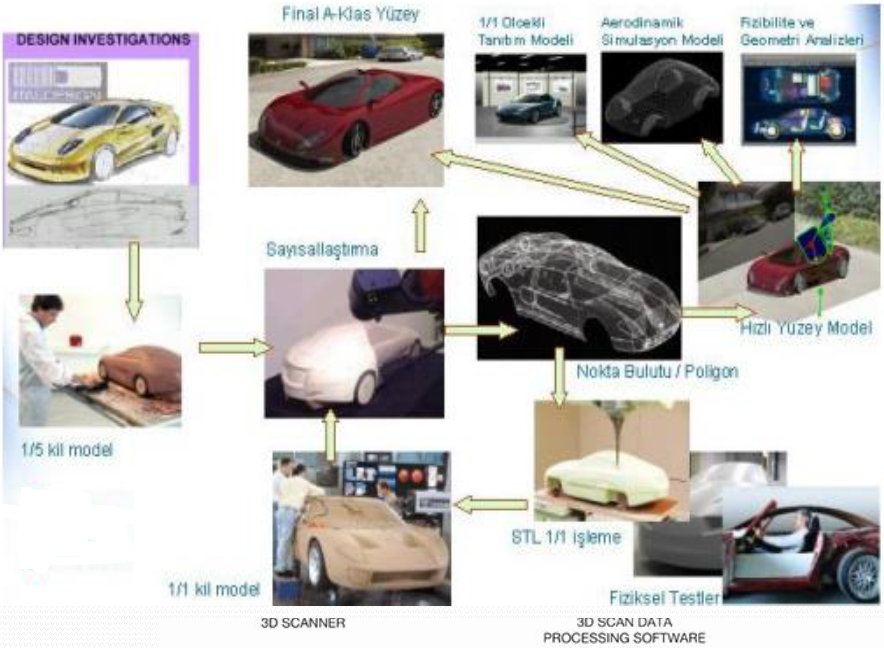 Final A-Klas Yüzey
1/1 Ölçekli
Tanıtım Modeli
Aerodinamik
Simulasyon Modeli
Fizibilite ve
Geometri Analizleri
DESIGN INVESTIGATIONS
ITALDESIGN
Sayısallaştırma
Hızlı Yüzey Model
Nokta Bulutu / Poligon
1/5 kil model
STL 1/1 işleme
1/1 kil model
Fiziksel Testler
3D SCANNER
3D SCAN DATA
PROCESSING SOFTWARE